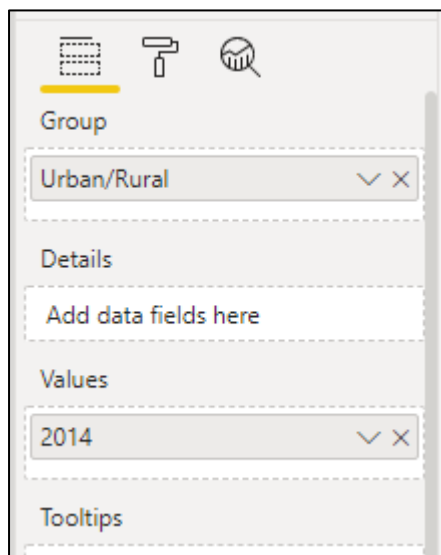 Group
Urban/Rural
Details
Add data fields here
Values
2014
Tooltips